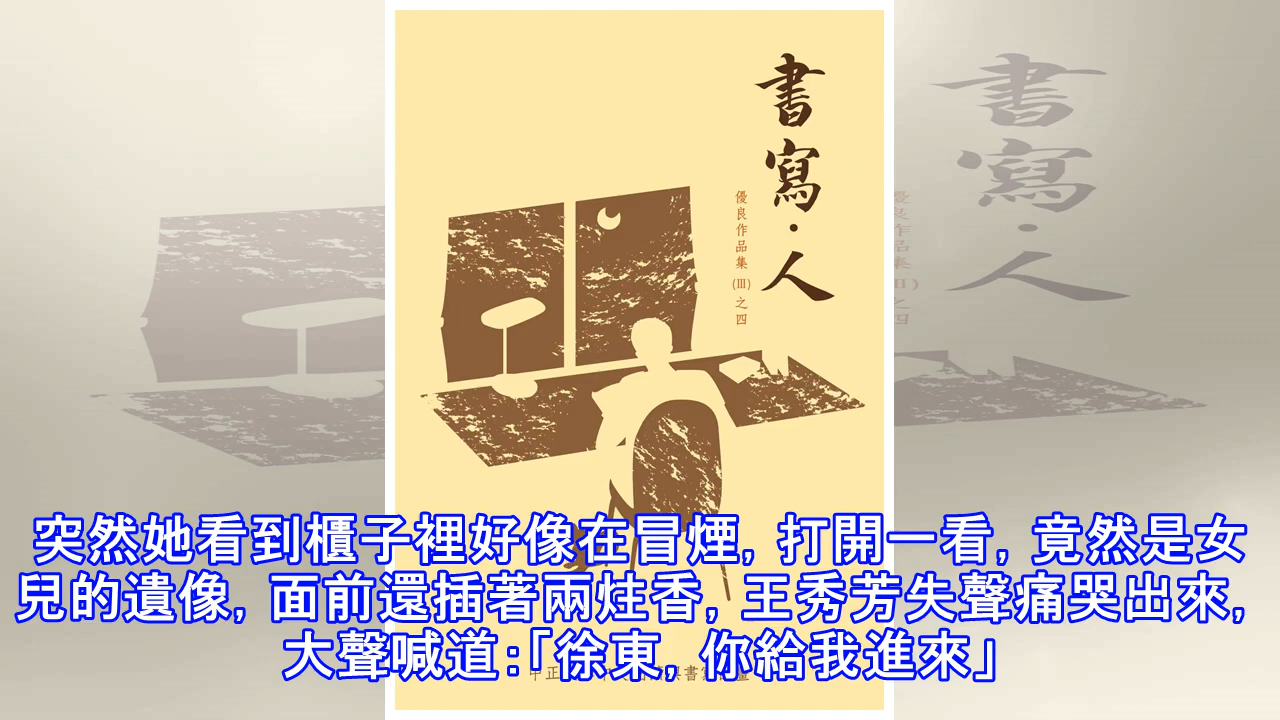 書寫・人
優良作品集(Ⅲ)之四
突然她看到櫃子裡好像在冒煙, 打開一看, 竟然是女
兒的遺像, 面前還插著兩炷香, 王秀芳失聲痛哭出來,
大聲喊道:「徐東, 你給我進來」